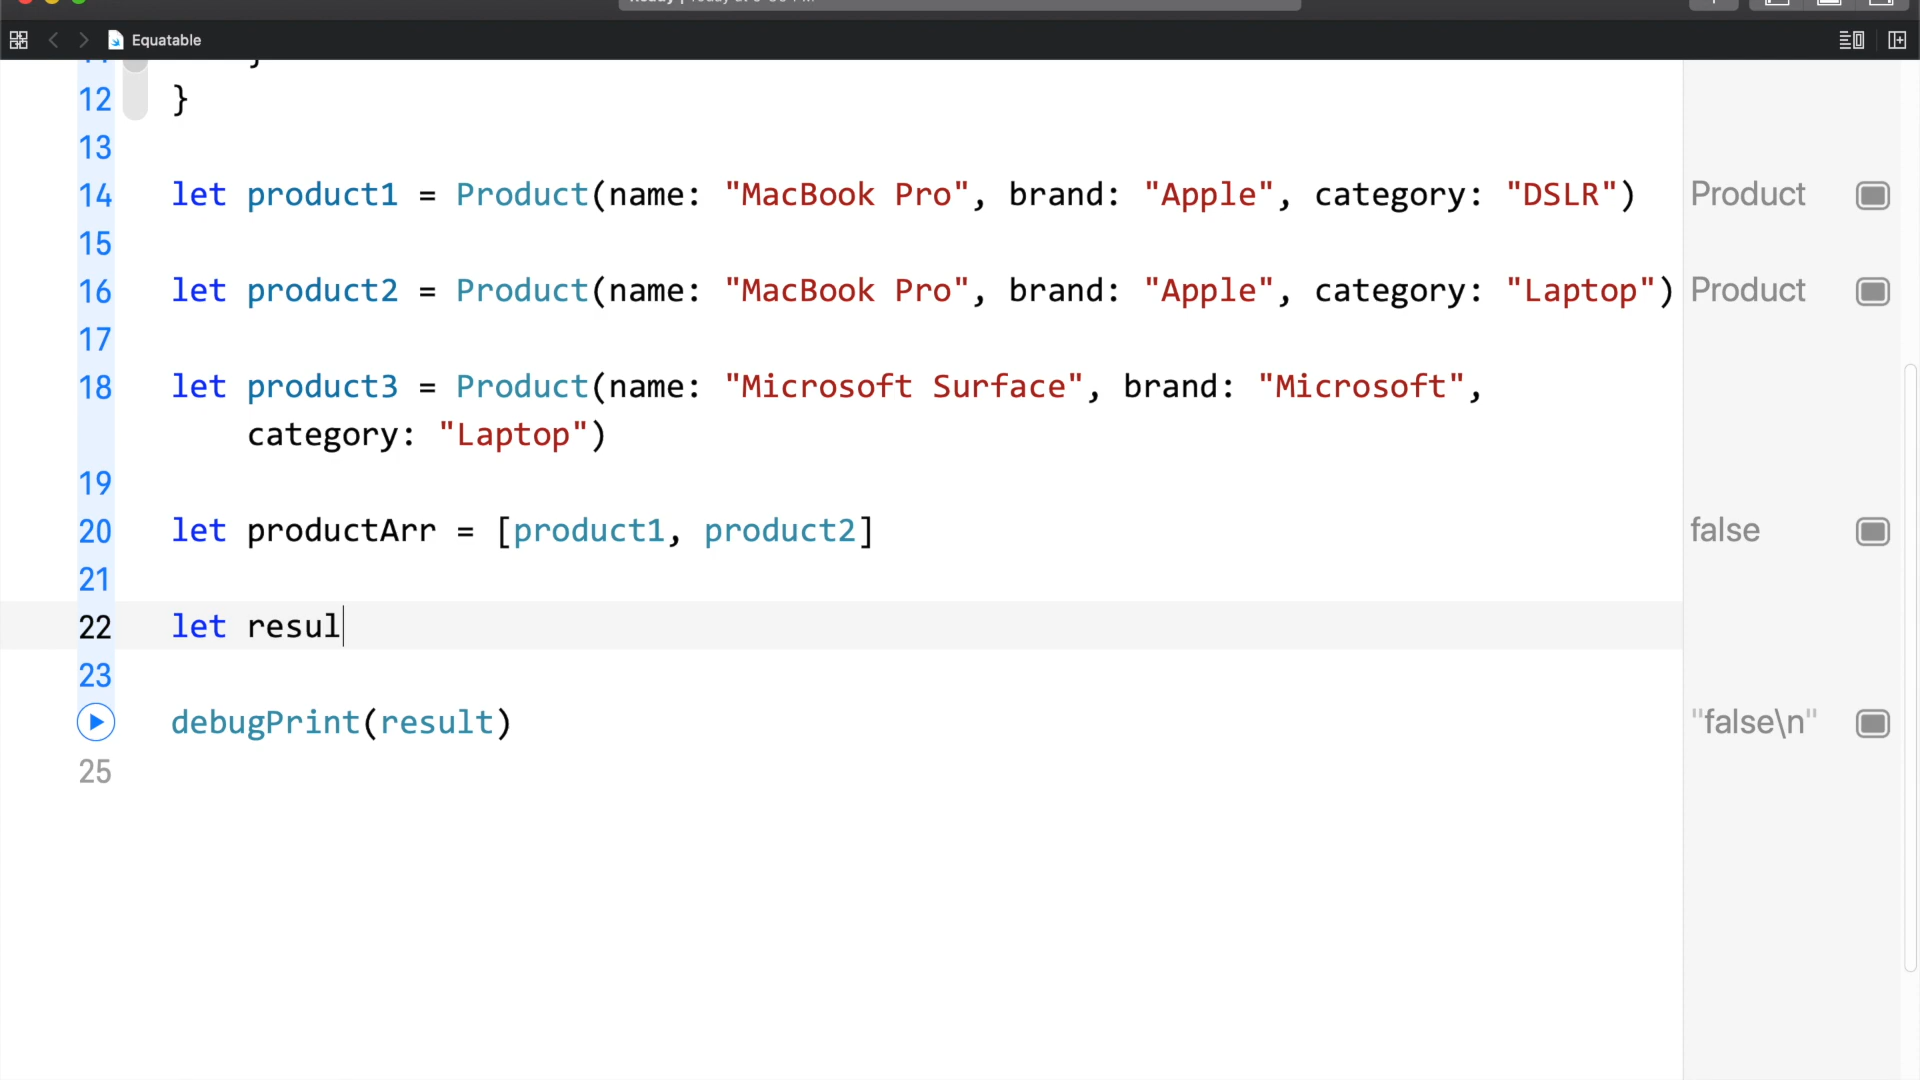 Equatable
12 }
13
14 let product1 = Product(name: "MacBook Pro", brand: "Apple", category: "DSLR") Product
15
16 let product2 = Product(name: "MacBook Pro", brand: "Apple", category: "Laptop") Product
17
18 let product3 = Product(name: "Microsoft Surface", brand: "Microsoft",
category: "Laptop")
19
20 let productArr = [product1, product2] false
21
22 let resul
23
debugPrint(result) "false\n"
25